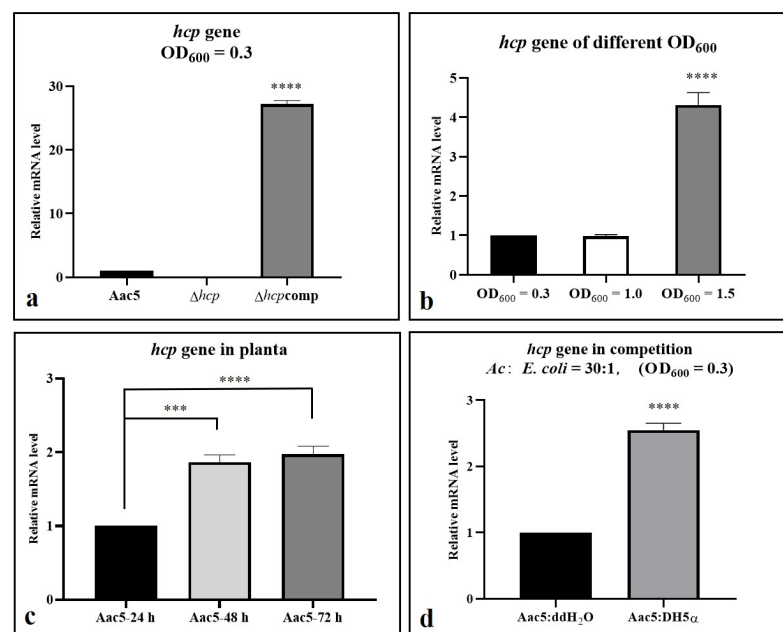 hcp gene
OD₆₀₀ = 0.3
Relative mRNA level
30
20
10
0
****
Aac5 Δhcp Δhcpcomp
a
hcp gene of different OD₆₀₀
Relative mRNA level
5
4
3
2
1
0
****
OD₆₀₀ = 0.3 OD₆₀₀ = 1.0 OD₆₀₀ = 1.5
b
hcp gene in planta
Relative mRNA level
3
2
1
0
****
***
Aac5-24 h Aac5-48 h Aac5-72 h
c
hcp gene in competition
Ac: E. coli = 30:1, (OD₆₀₀ = 0.3)
Relative mRNA level
3
2
1
0
****
Aac5:ddH₂O Aac5:DH5α
d